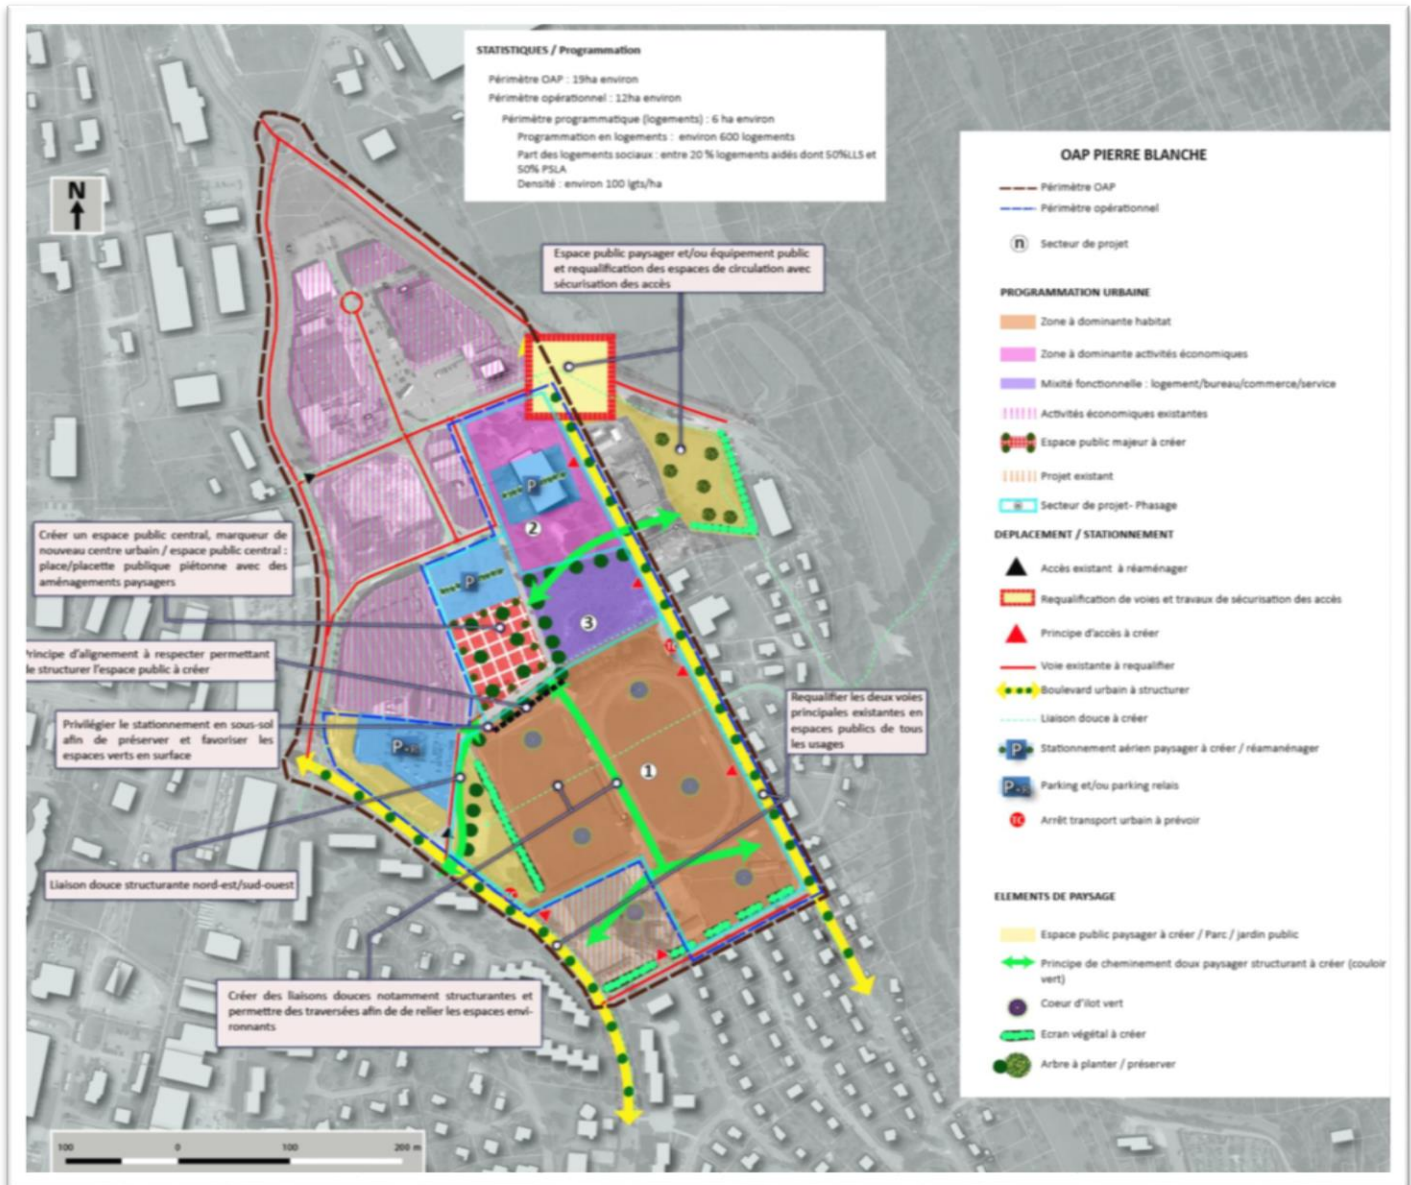 STATISTIQUES / Programmation
Périmètre OAP : 19ha environ
Périmètre opérationnel : 12ha environ
Périmètre programmatique (logements) : 6 ha environ
Programmation en logements : environ 600 logements
Part des logements sociaux : entre 20 % logements aidés dont 50%LLS et
50% PSLA
Densité : environ 100 lgts/ha
N
Espace public paysager et/ou équipement public
et requalification des espaces de circulation avec
sécurisation des accès
Créer un espace public central, marqueur de
nouveau centre urbain / espace public central :
place/placette publique piétonne avec des
aménagements paysagers
Principe d'alignement à respecter permettant
de structurer l'espace public à créer
Privilégier le stationnement en sous-sol
afin de préserver et favoriser les
espaces verts en surface
Liaison douce structurante nord-est/sud-ouest
Créer des liaisons douces notamment structurantes et
permettre des traversées afin de de relier les espaces envi-
ronnants
Requalifier les deux voies
principales existantes en
espaces publics de tous
les usages
P
2
P
3
TC
P
1
TC
100 0 100 200 m
OAP PIERRE BLANCHE
Périmètre OAP
Périmètre opérationnel
n Secteur de projet
PROGRAMMATION URBAINE
Zone à dominante habitat
Zone à dominante activités économiques
Mixité fonctionnelle : logement/bureau/commerce/service
Activités économiques existantes
Espace public majeur à créer
Projet existant
Secteur de projet- Phasage
DEPLACEMENT / STATIONNEMENT
Accès existant à réaménager
Requalification de voies et travaux de sécurisation des accès
Principe d'accès à créer
Voie existante à requalifier
Boulevard urbain à structurer
Liaison douce à créer
P Stationnement aérien paysager à créer / réamanénager
P Parking et/ou parking relais
TC Arrêt transport urbain à prévoir
ELEMENTS DE PAYSAGE
Espace public paysager à créer / Parc / jardin public
Principe de cheminement doux paysager structurant à créer (couloir
vert)
Coeur d'ilot vert
Ecran végétal à créer
Arbre à planter / préserver